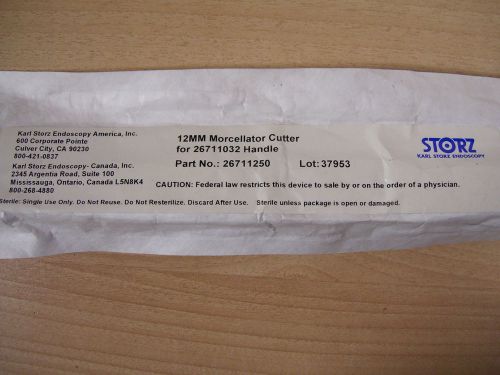 Karl Storz Endoscopy America, Inc.
600 Corporate Pointe
Culver City, CA 90230
800-421-0837
Karl Storz Endoscopy- Canada, Inc.
2345 Argentia Road, Suite 100
Mississauga, Ontario, Canada L5N8K4
800-268-4880
12MM Morcellator Cutter
for 26711032 Handle
Part No.: 26711250 Lot: 37953
STORZ
KARL STORZ ENDOSCOPY
CAUTION: Federal law restricts this device to sale by or on the order of a physician.
Sterile: Single Use Only. Do Not Reuse. Do Not Resterilize. Discard After Use. Sterile unless package is open or damaged.